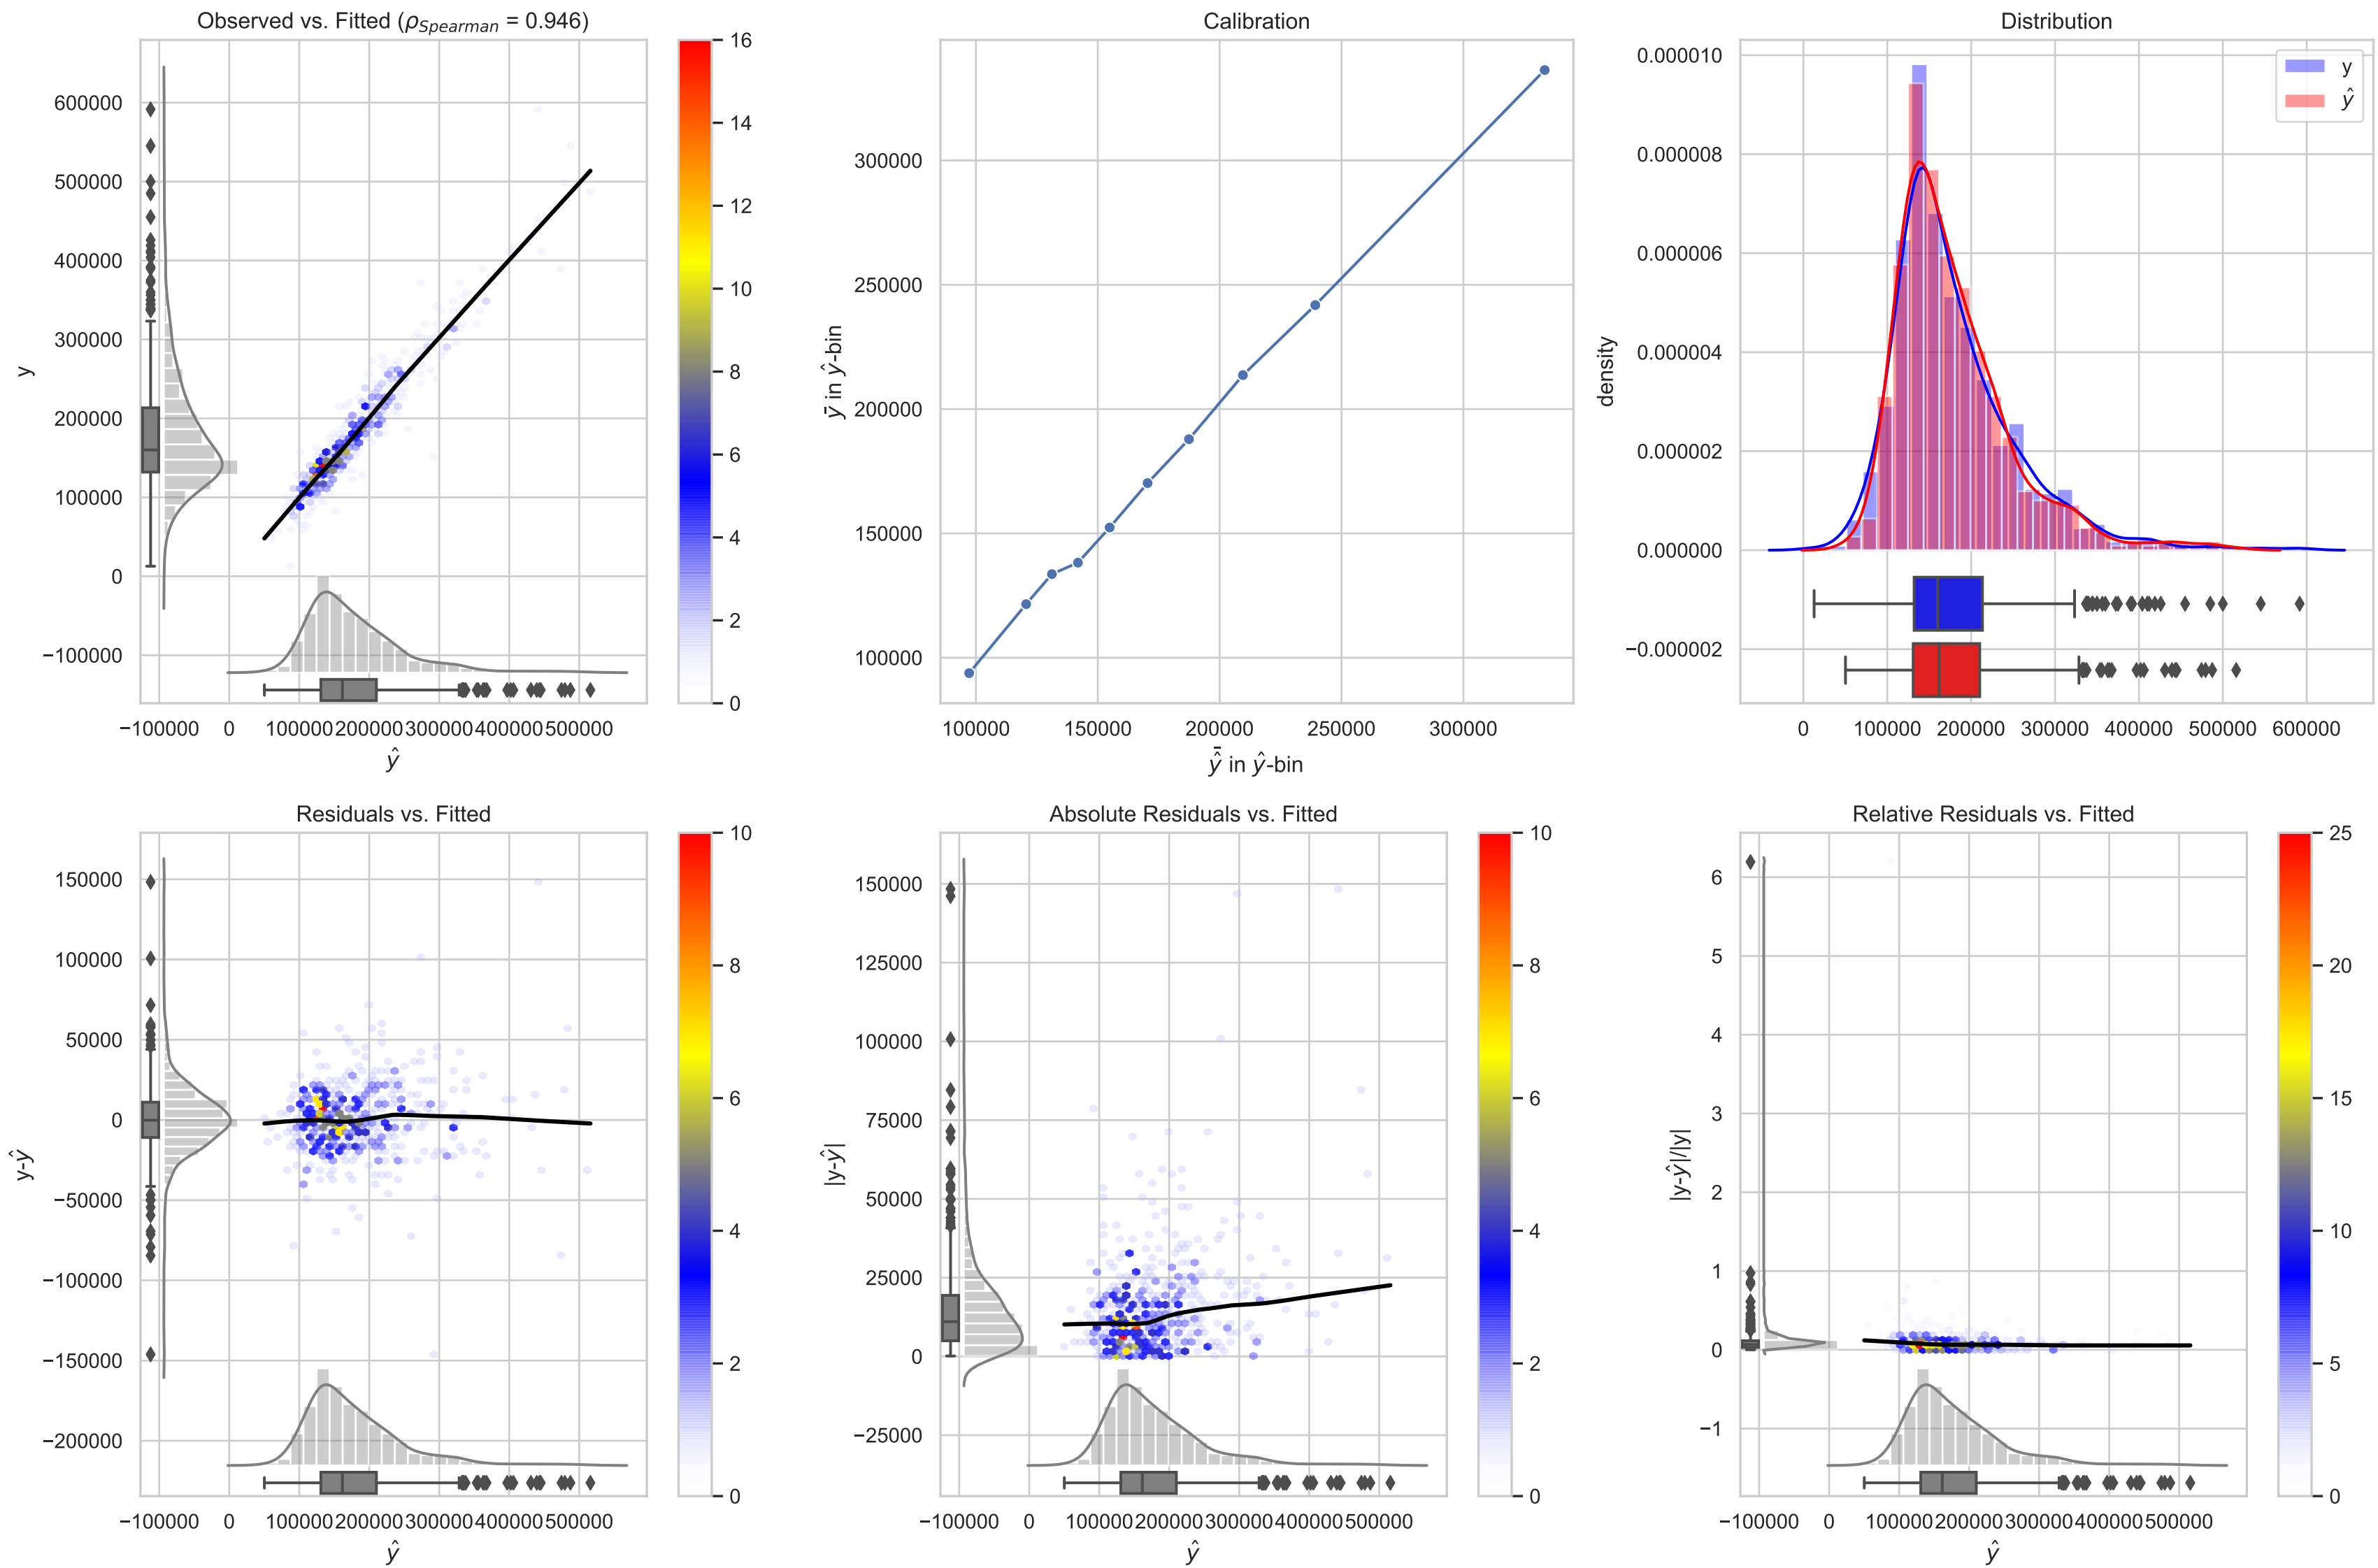 Observed vs. Fitted (ρSpearman = 0.946)
16
14
12
10
8
6
4
2
0
600000
500000
400000
300000
200000
100000
0
−100000
y
−100000 0 100000 200000 300000 400000 500000
ŷ
Calibration
300000
250000
200000
150000
100000
ȳ in ŷ-bin
100000 150000 200000 250000 300000
ŷ̄ in ŷ-bin
Distribution
y
ŷ
0.000010
0.000008
0.000006
0.000004
0.000002
0.000000
−0.000002
density
0 100000 200000 300000 400000 500000 600000
Residuals vs. Fitted
10
8
6
4
2
0
150000
100000
50000
0
−50000
−100000
−150000
−200000
y-ŷ
−100000 0 100000 200000 300000 400000 500000
ŷ
Absolute Residuals vs. Fitted
10
8
6
4
2
0
150000
125000
100000
75000
50000
25000
0
−25000
|y-ŷ|
−100000 0 100000 200000 300000 400000 500000
ŷ
Relative Residuals vs. Fitted
25
20
15
10
5
0
6
5
4
3
2
1
0
−1
|y-ŷ|/|y|
−100000 0 100000 200000 300000 400000 500000
ŷ